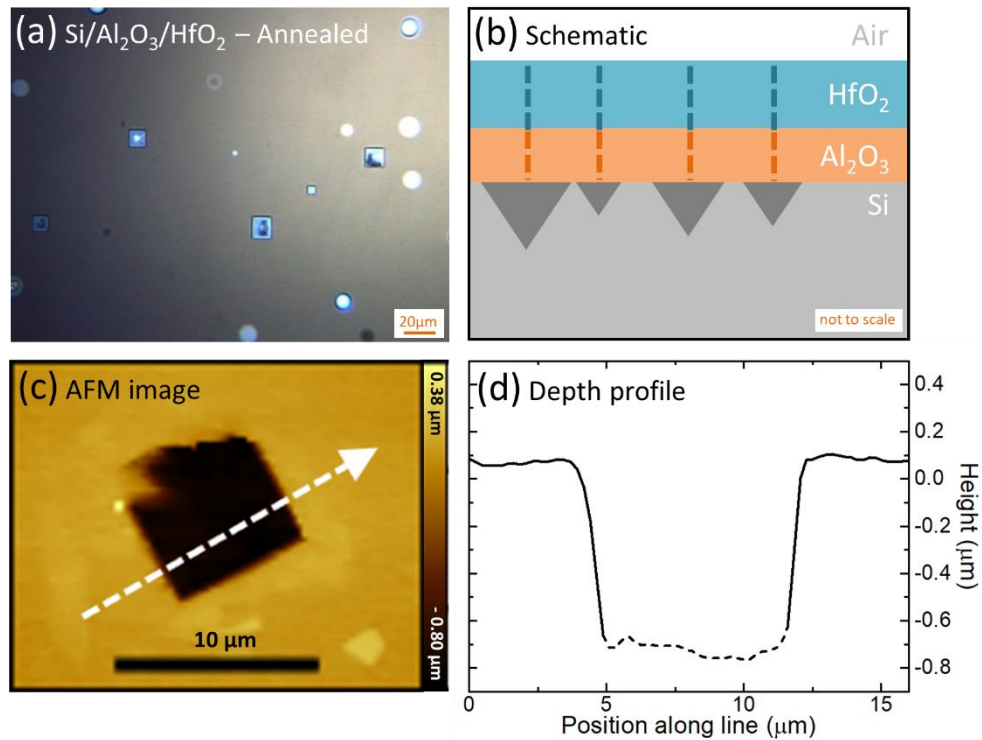 (a) Si/Al₂O₃/HfO₂ – Annealed
20µm
(b) Schematic
Air
HfO₂
Al₂O₃
Si
not to scale
(c) AFM image
0.38 µm
- 0.80 µm
10 µm
(d) Depth profile
0.4
0.2
0.0
-0.2
-0.4
-0.6
-0.8
Height (µm)
0 5 10 15
Position along line (µm)